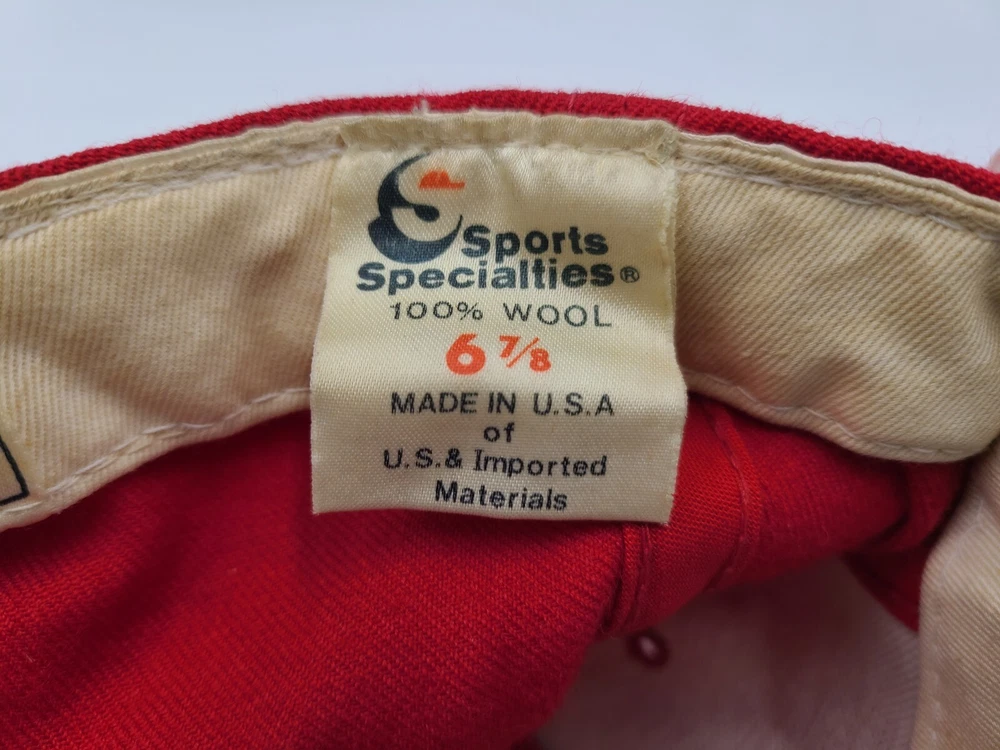 Sports
Specialties®
100% WOOL
6 7/8
MADE IN U.S.A
of
U.S.& Imported
Materials